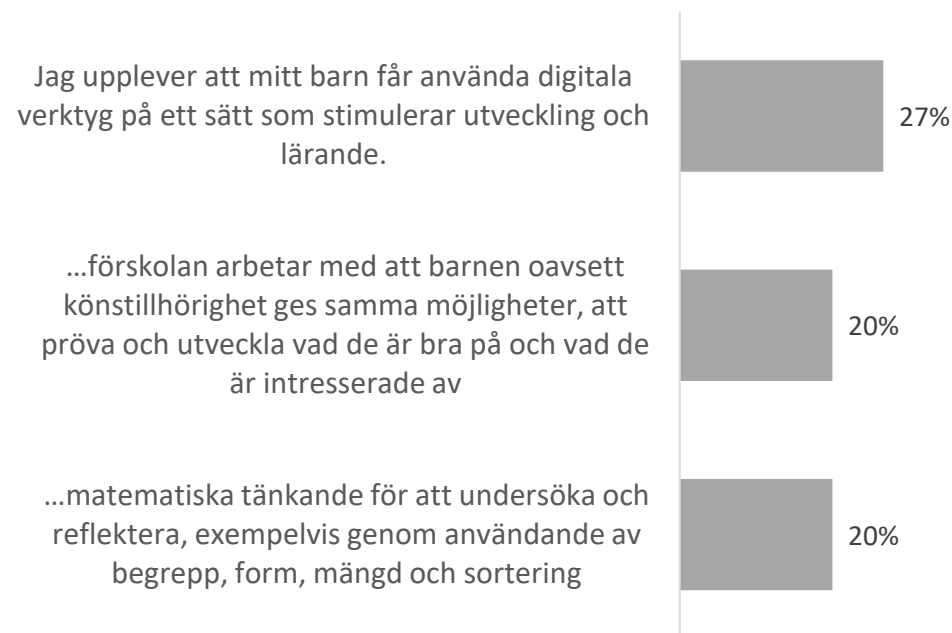 Jag upplever att mitt barn får använda digitala
verktyg på ett sätt som stimulerar utveckling och
lärande.
27%
...förskolan arbetar med att barnen oavsett
könstillhörighet ges samma möjligheter, att
pröva och utveckla vad de är bra på och vad de
är intresserade av
20%
...matematiska tänkande för att undersöka och
reflektera, exempelvis genom användande av
begrepp, form, mängd och sortering
20%